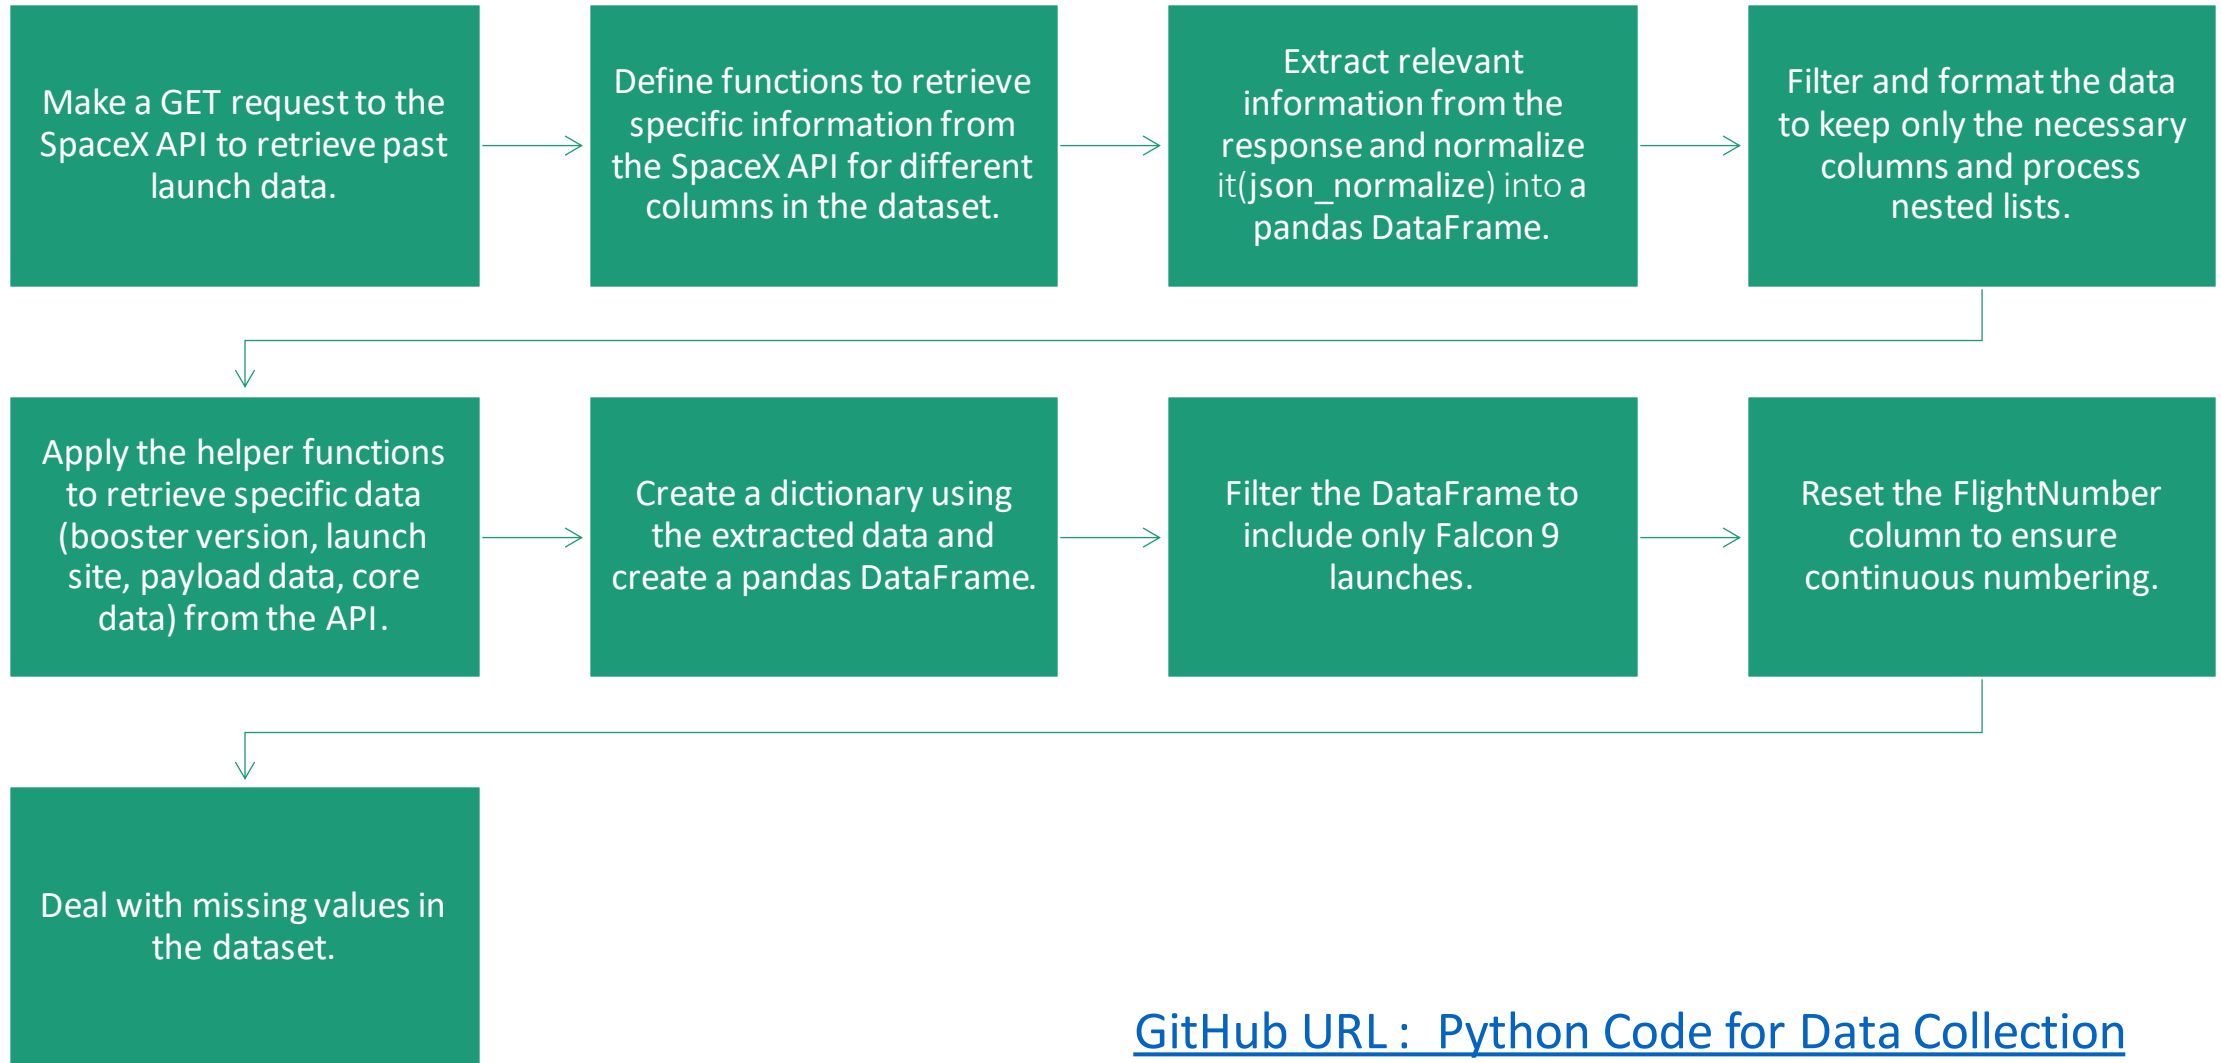 Make a GET request to the
SpaceX API to retrieve past
launch data.
Define functions to retrieve
specific information from
the SpaceX API for different
columns in the dataset.
Extract relevant
information from the
response and normalize
it(json_normalize) into a
pandas DataFrame.
Filter and format the data
to keep only the necessary
columns and process
nested lists.
Apply the helper functions
to retrieve specific data
(booster version, launch
site, payload data, core
data) from the API.
Create a dictionary using
the extracted data and
create a pandas DataFrame.
Filter the DataFrame to
include only Falcon 9
launches.
Reset the FlightNumber
column to ensure
continuous numbering.
Deal with missing values in
the dataset.
GitHub URL : Python Code for Data Collection